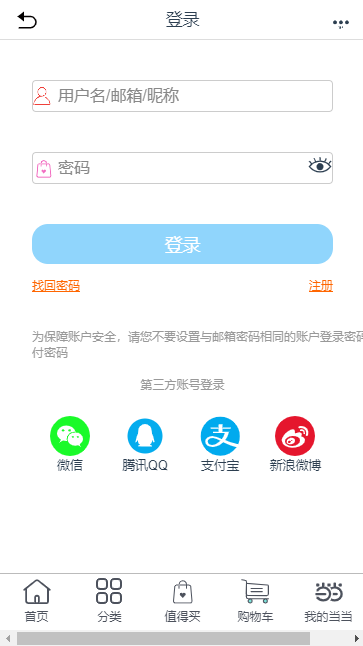 登录
用户名/邮箱/昵称
密码
登录
找回密码 注册
为保障账户安全，请您不要设置与邮箱密码相同的账户登录密码
付密码
第三方账号登录
微信 腾讯QQ 支付宝 新浪微博
首页 分类 值得买 购物车 我的当当